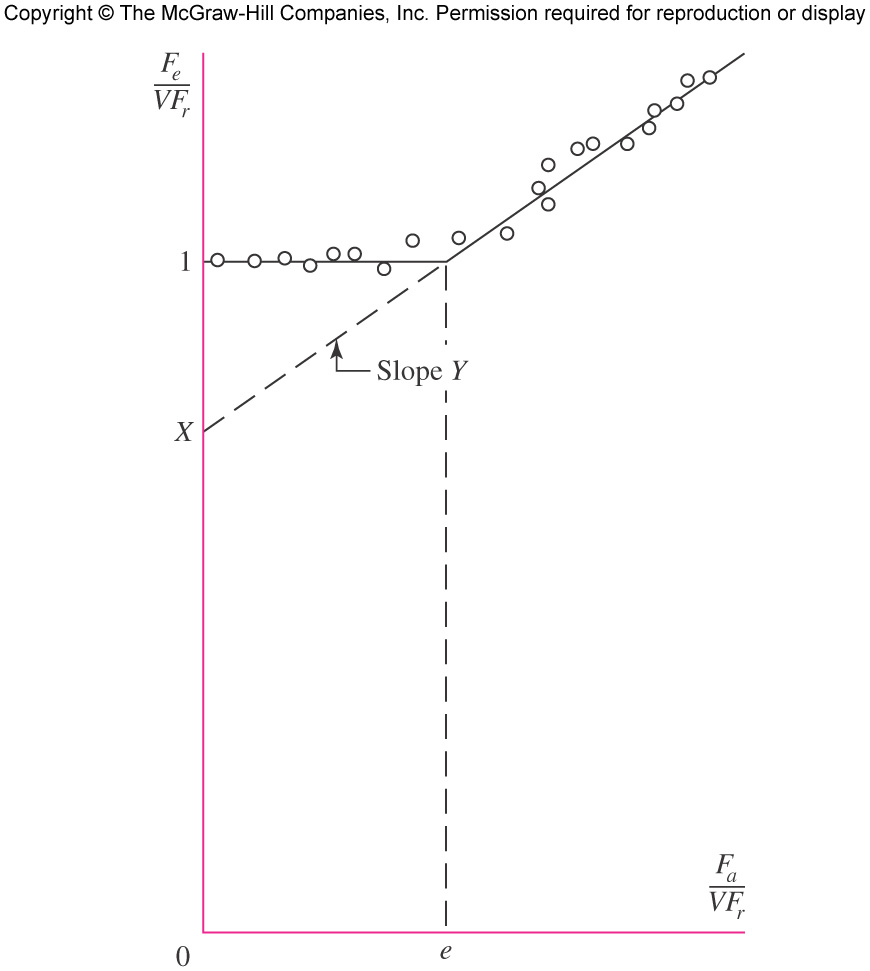 Copyright © The McGraw-Hill Companies, Inc. Permission required for reproduction or display
Fe
VFr
1
Slope Y
X
Fa
VFr
0
e